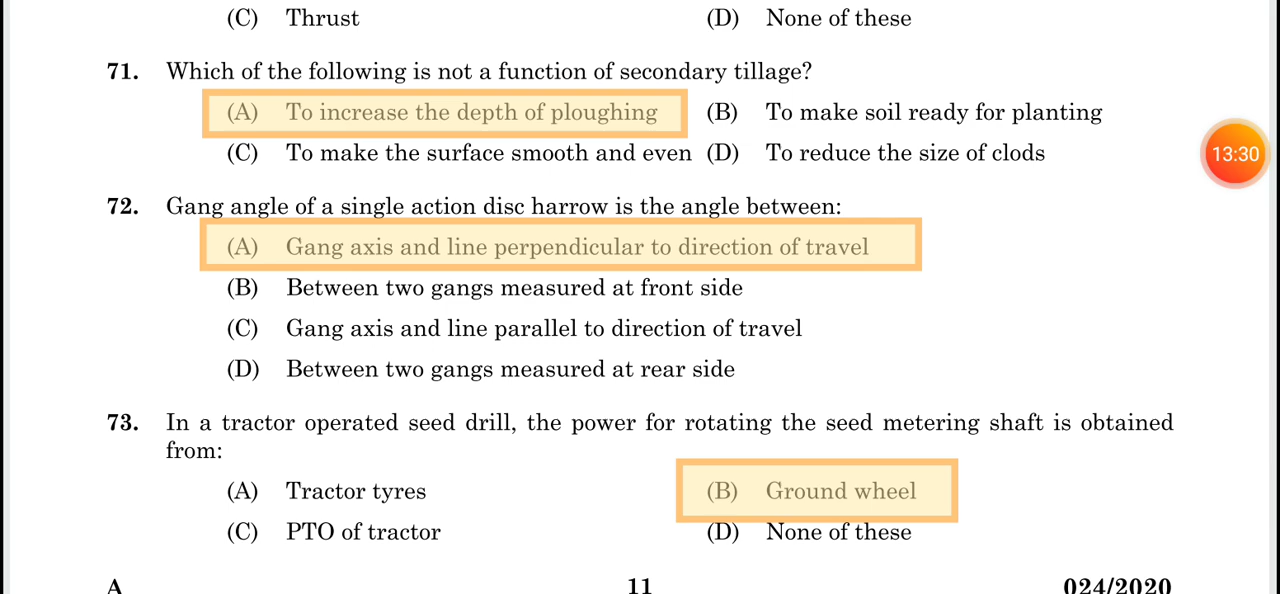 (C) Thrust (D) None of these
71. Which of the following is not a function of secondary tillage?
(A) To increase the depth of ploughing (B) To make soil ready for planting
(C) To make the surface smooth and even (D) To reduce the size of clods
13:30
72. Gang angle of a single action disc harrow is the angle between:
(A) Gang axis and line perpendicular to direction of travel
(B) Between two gangs measured at front side
(C) Gang axis and line parallel to direction of travel
(D) Between two gangs measured at rear side
73. In a tractor operated seed drill, the power for rotating the seed metering shaft is obtained
from:
(A) Tractor tyres (B) Ground wheel
(C) PTO of tractor (D) None of these
A 11 024/2020